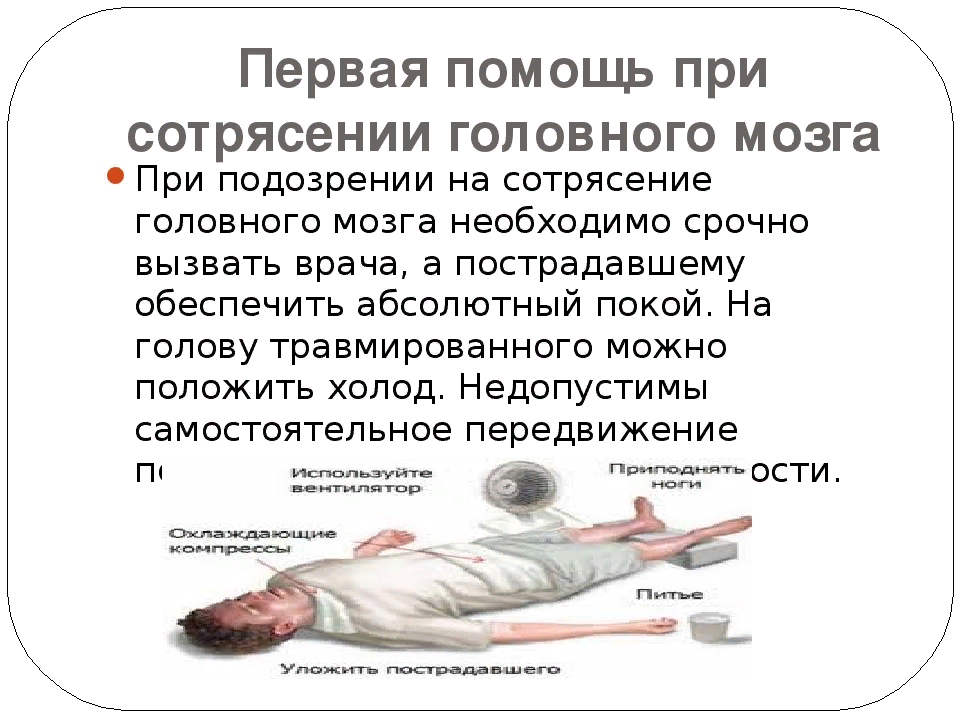 Первая помощь при
сотрясении головного мозга
При подозрении на сотрясение
головного мозга необходимо срочно
вызвать врача, а пострадавшему
обеспечить абсолютный покой. На
голову травмированного можно
положить холод. Недопустимы
самостоятельное передвижение
Используйте
вентилятор
Приподнять
ноги
Охлаждающие
компрессы
Питье
Уложить пострадавшего